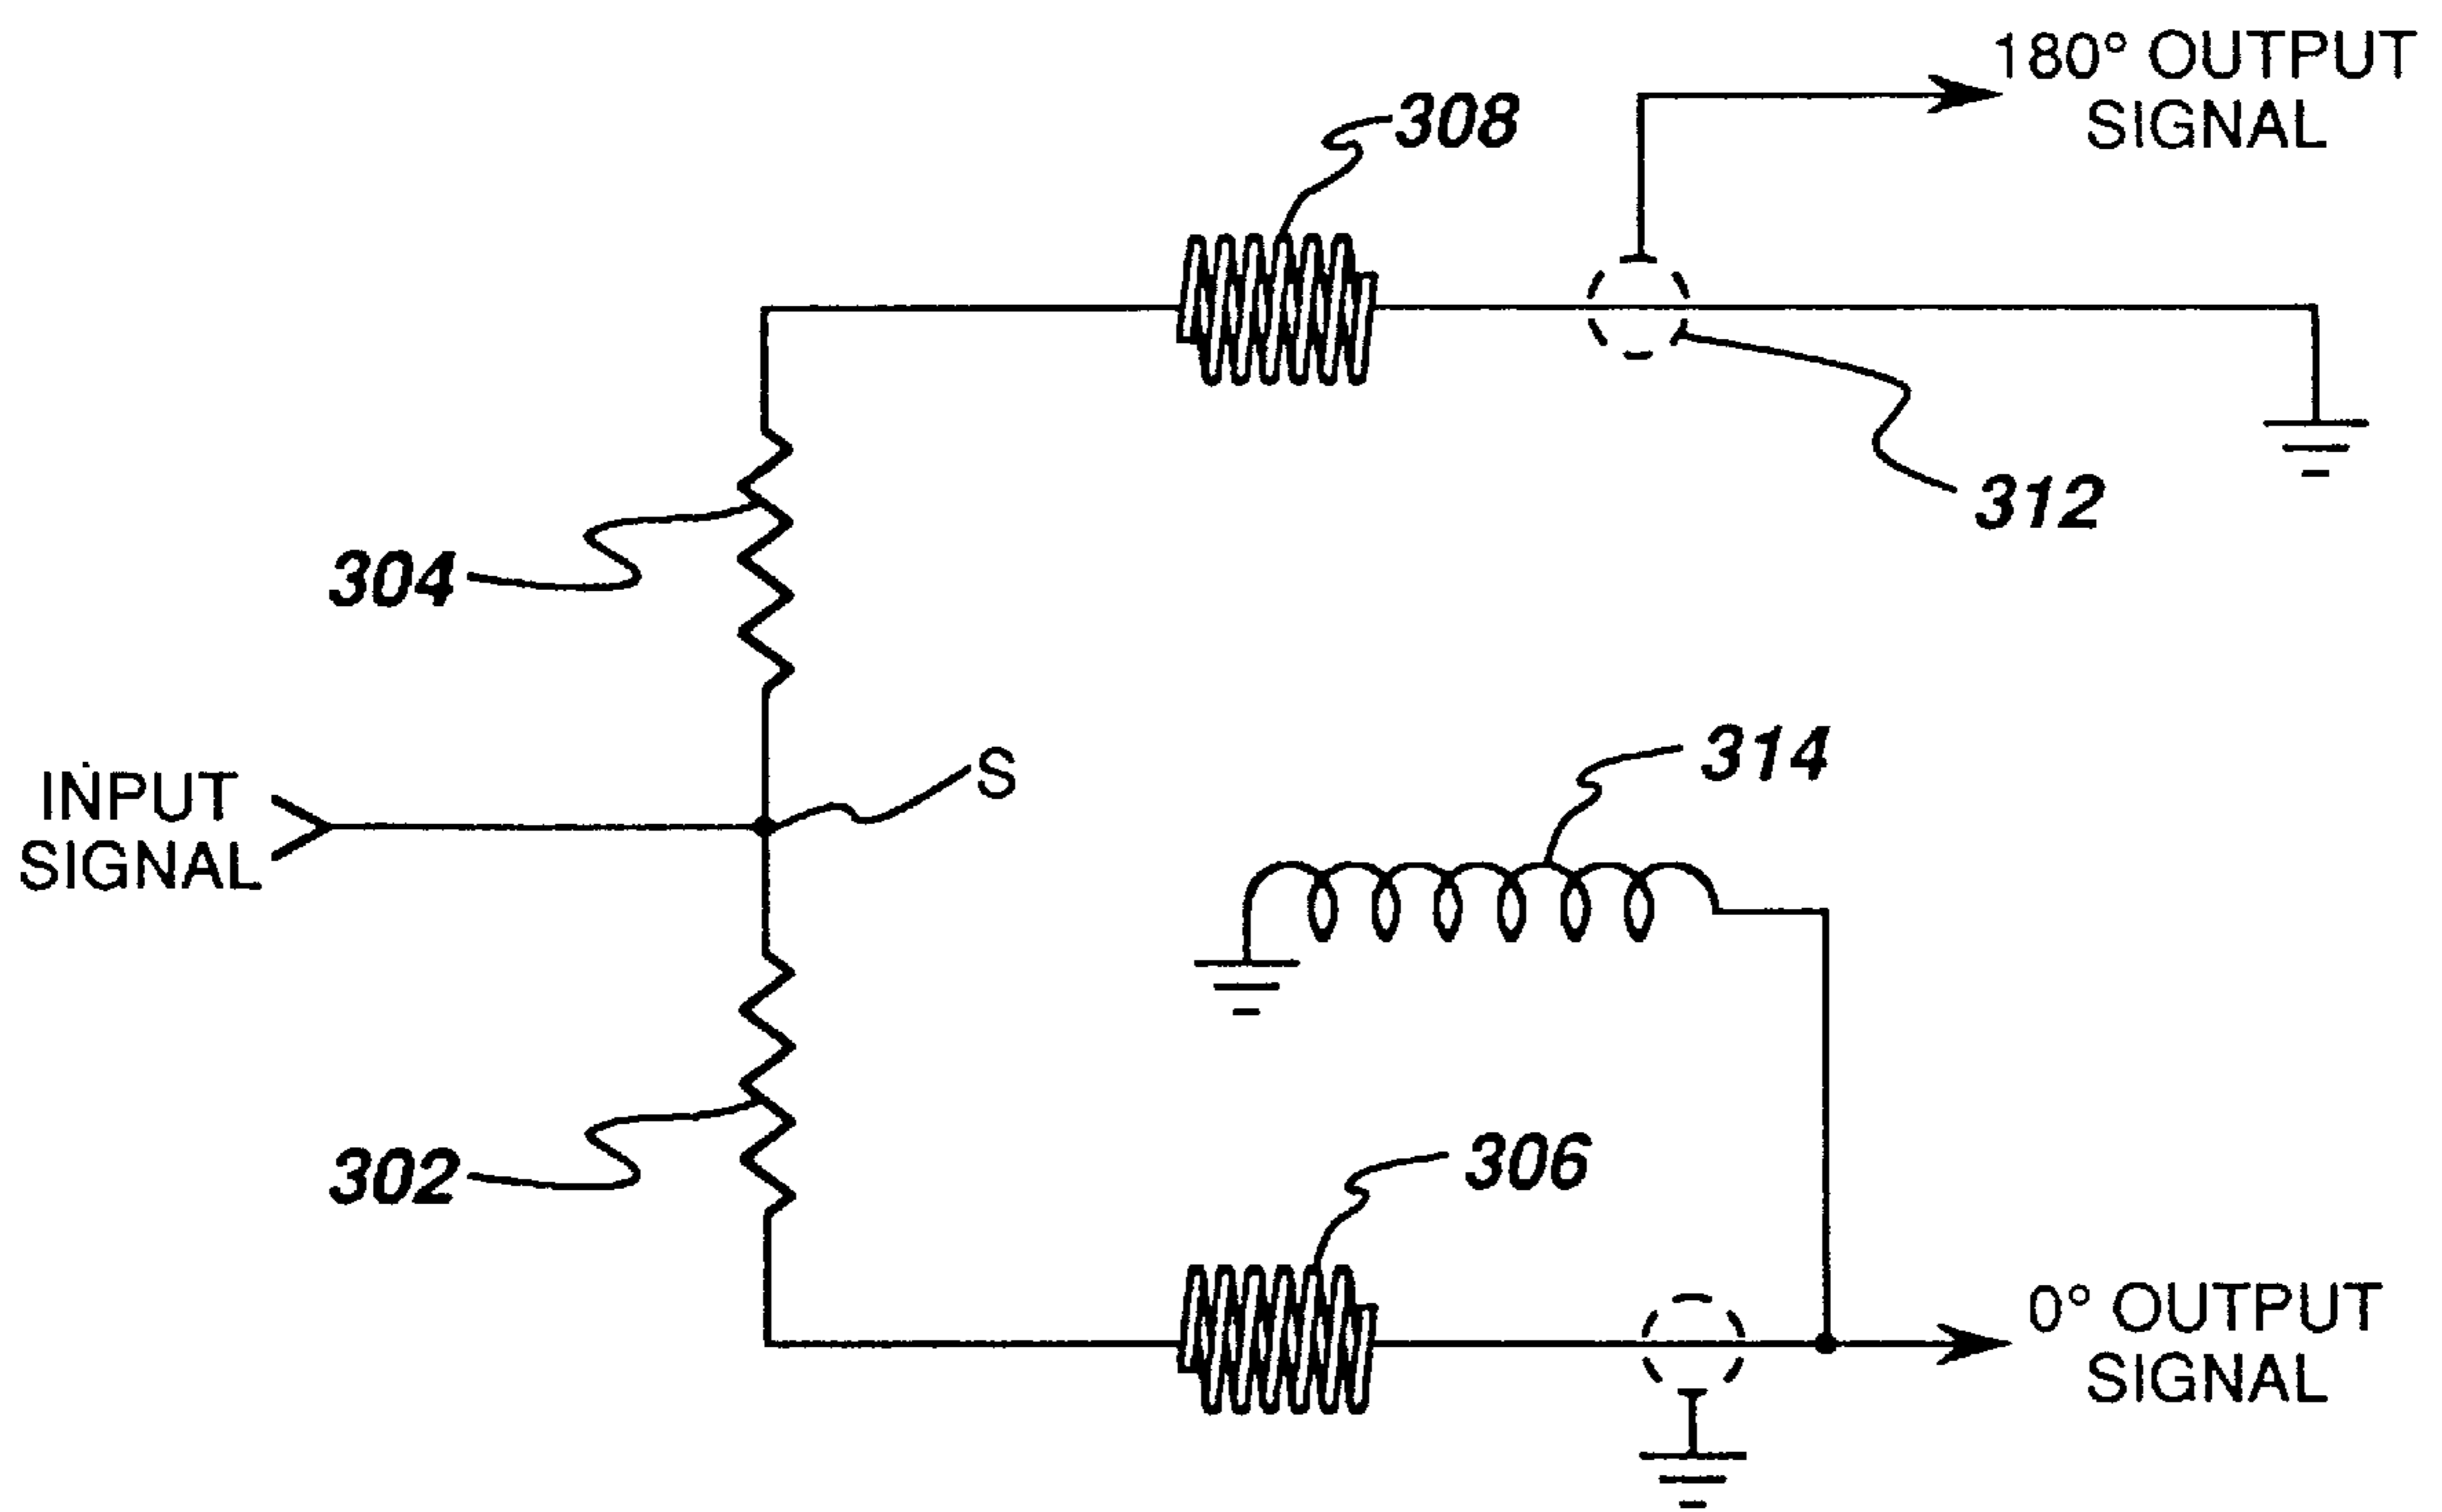 180° OUTPUT
SIGNAL
308
312
304
S
314
INPUT
SIGNAL
302
306
0° OUTPUT
SIGNAL